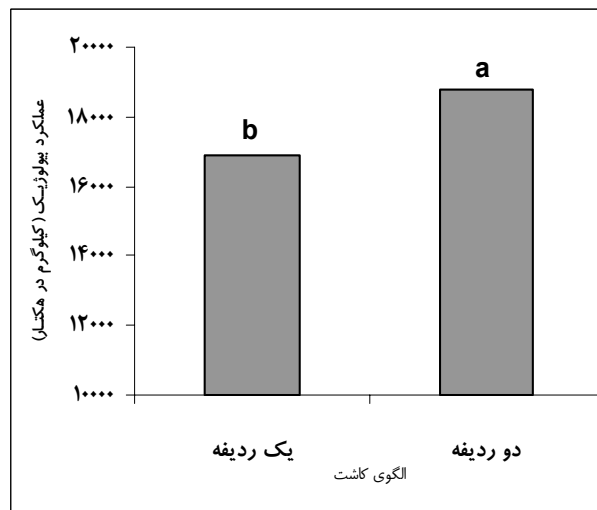 عملکرد بیولوژیک (کیلوگرم در هکتار)
۲۰۰۰۰
۱۸۰۰۰
۱۶۰۰۰
۱۴۰۰۰
۱۲۰۰۰
۱۰۰۰۰
b
a
یک ردیفه
دو ردیفه
الگوی کاشت